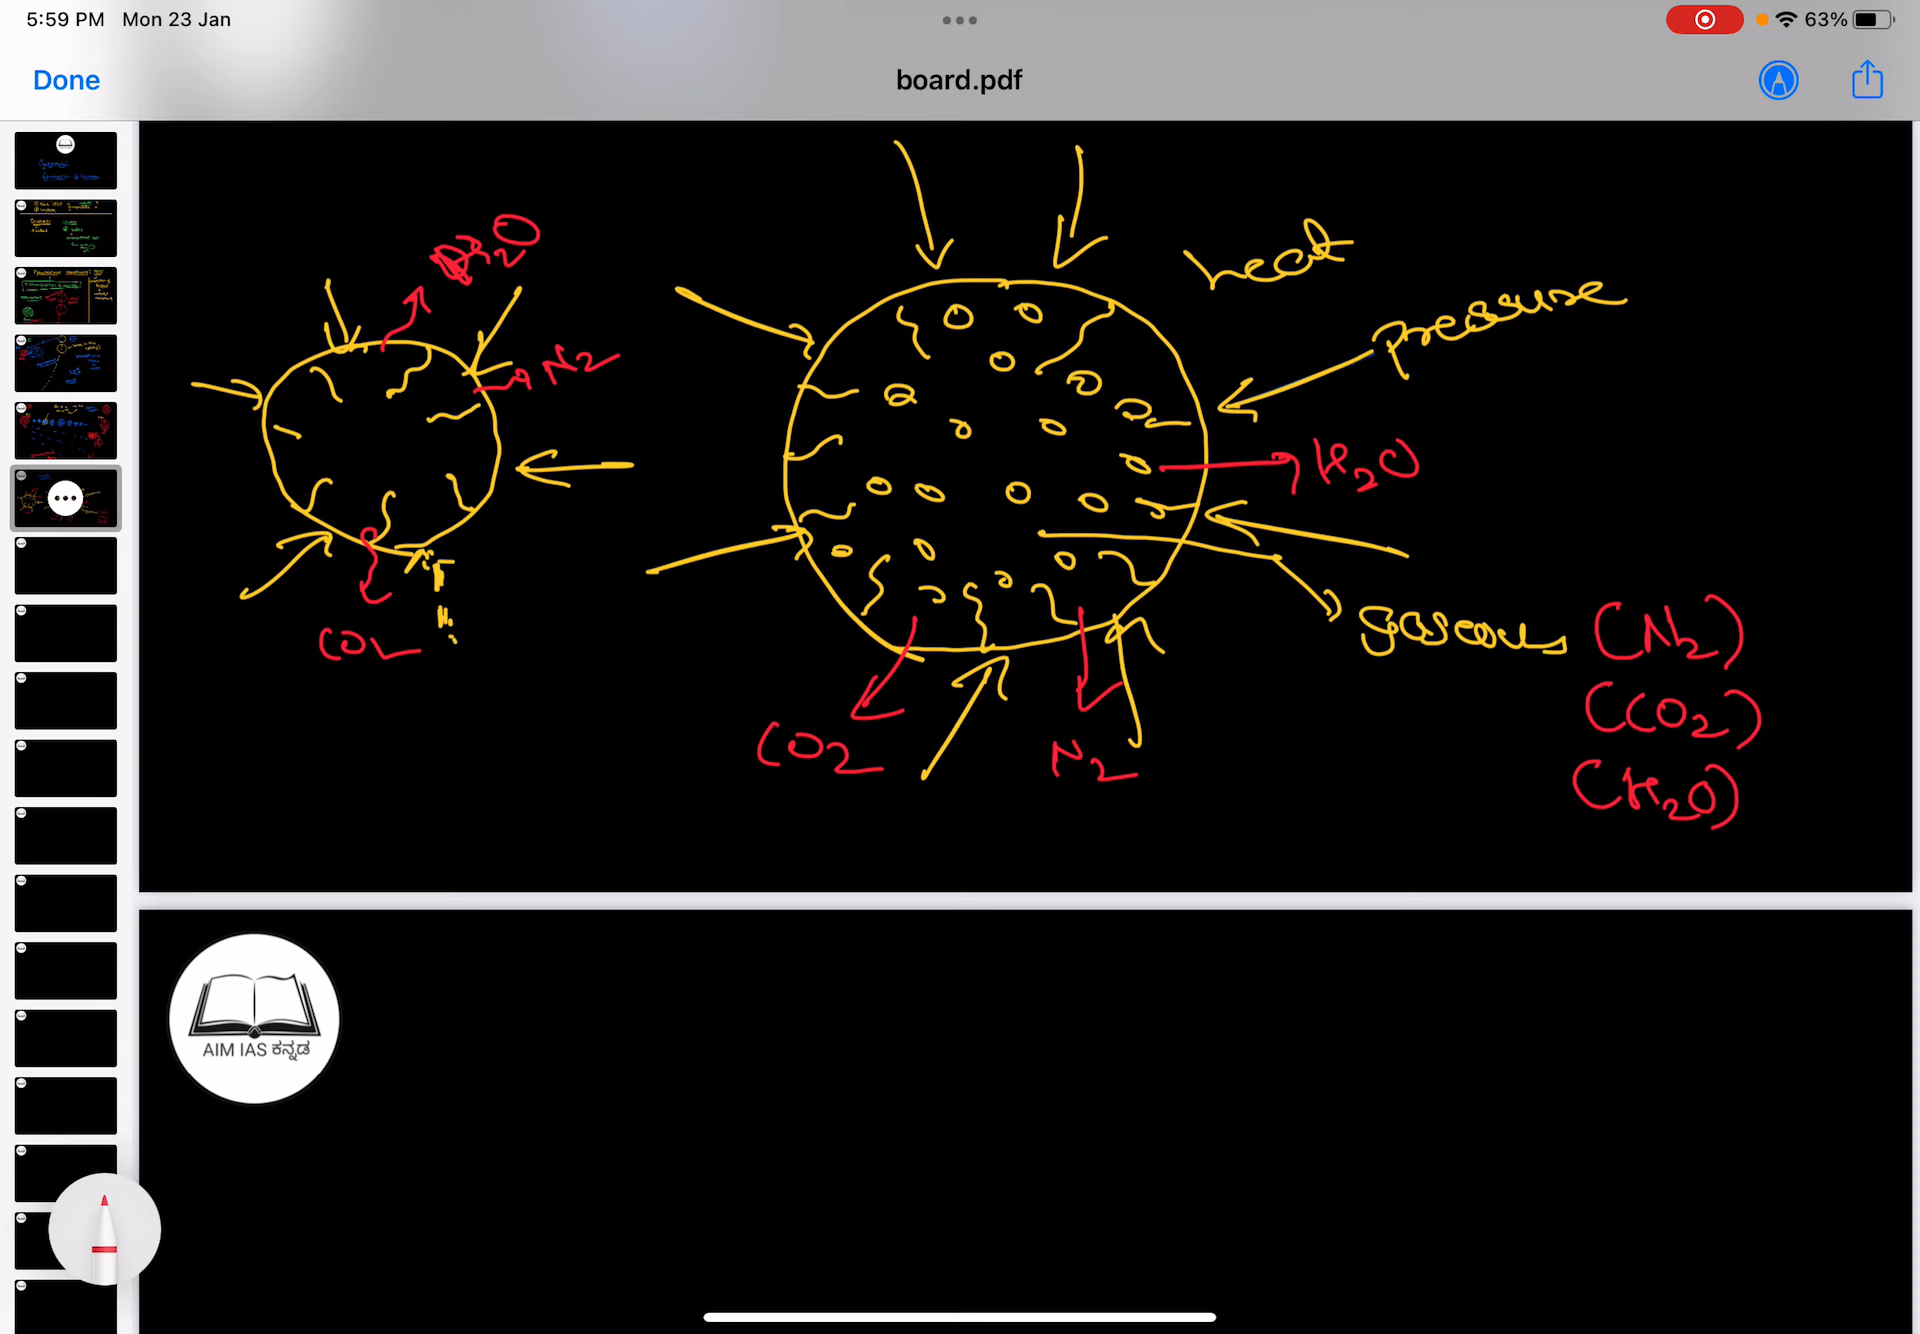 5:59 PM Mon 23 Jan
63%
Done
board.pdf
H2O
N2
CO2
heat
pressure
H2O
gaseous (N2)
(CO2)
(H2O)
CO2
N2
AIM IAS ಕನ್ನಡ